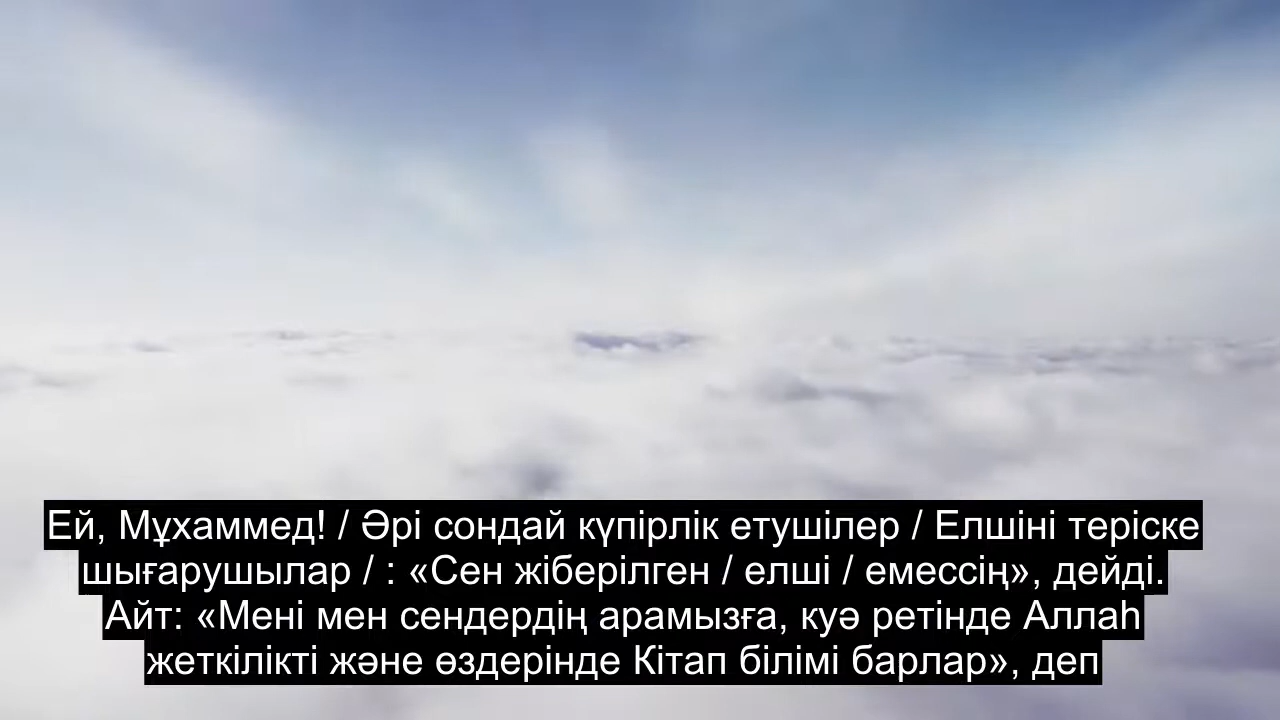 Ей, Мұхаммед! / Әрі сондай күпірлік етушілер / Елшіні теріске
шығарушылар / : «Сен жіберілген / елші / емессің», дейді.
Айт: «Мені мен сендердің арамызға, куә ретінде Аллаһ
жеткілікті және өздерінде Кітап білімі барлар», деп